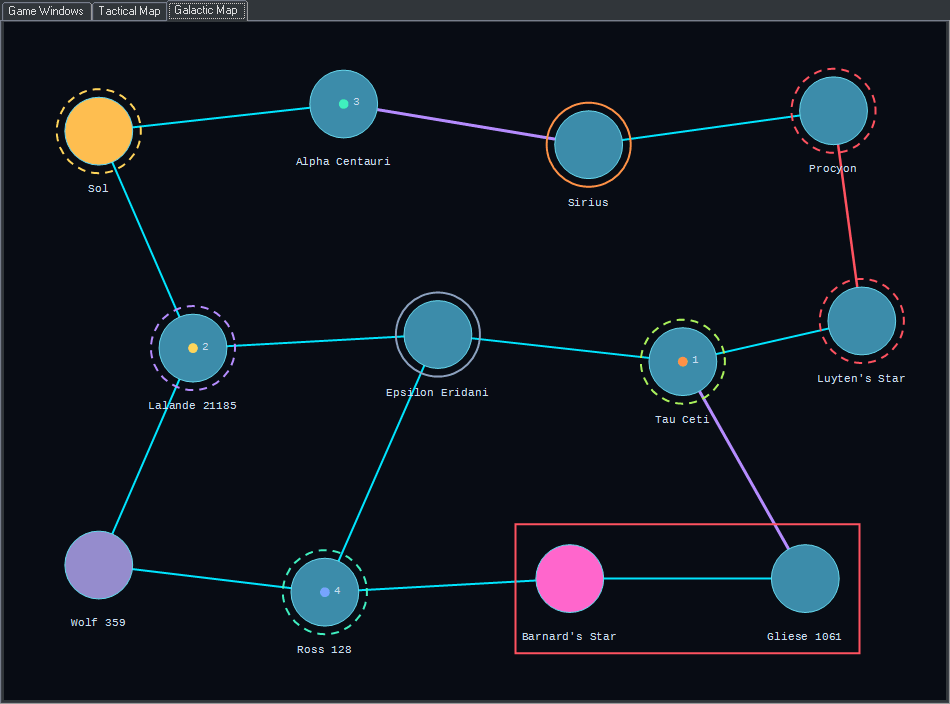 Game Windows
Tactical Map
Galactic Map
3
Alpha Centauri
Procyon
Sol
Sirius
2
Lalande 21185
Epsilon Eridani
1
Tau Ceti
Luyten's Star
Wolf 359
4
Ross 128
Barnard's Star
Gliese 1061